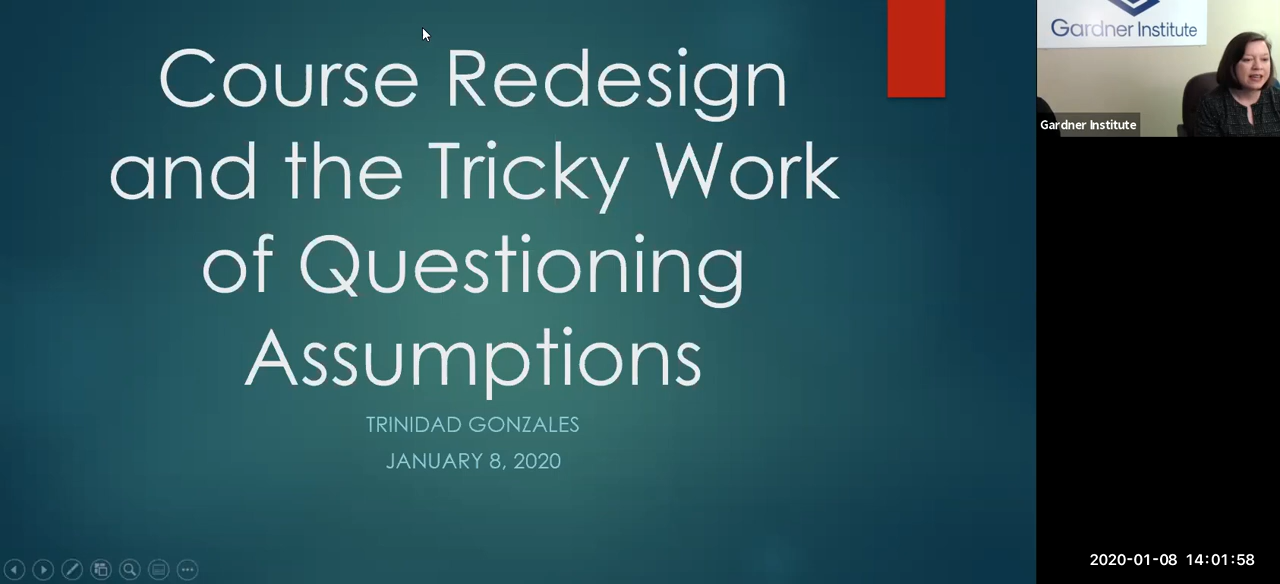 Course Redesign
and the Tricky Work
of Questioning
Assumptions
TRINIDAD GONZALES
JANUARY 8, 2020
Gardner Institute
Gardner Institute
2020-01-08 14:01:58